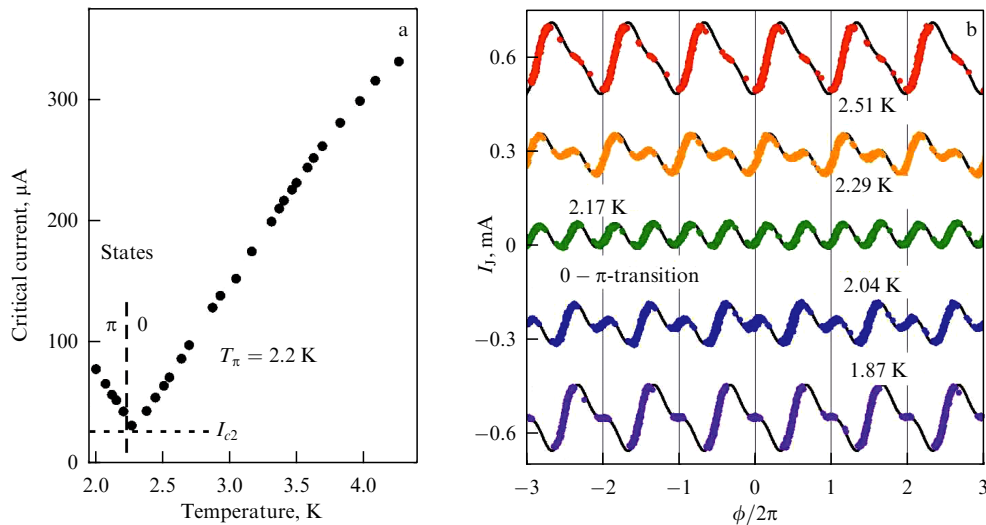 a
Critical current, μA
300
200
100
0
States
π 0
T_π = 2.2 K
I_c2
2.0 2.5 3.0 3.5 4.0 4.5
Temperature, K
b
I_J, mA
0.6
0.3
0
−0.3
−0.6
2.51 K
2.29 K
2.17 K
0 − π-transition
2.04 K
1.87 K
−3 −2 −1 0 1 2 3
ϕ/2π